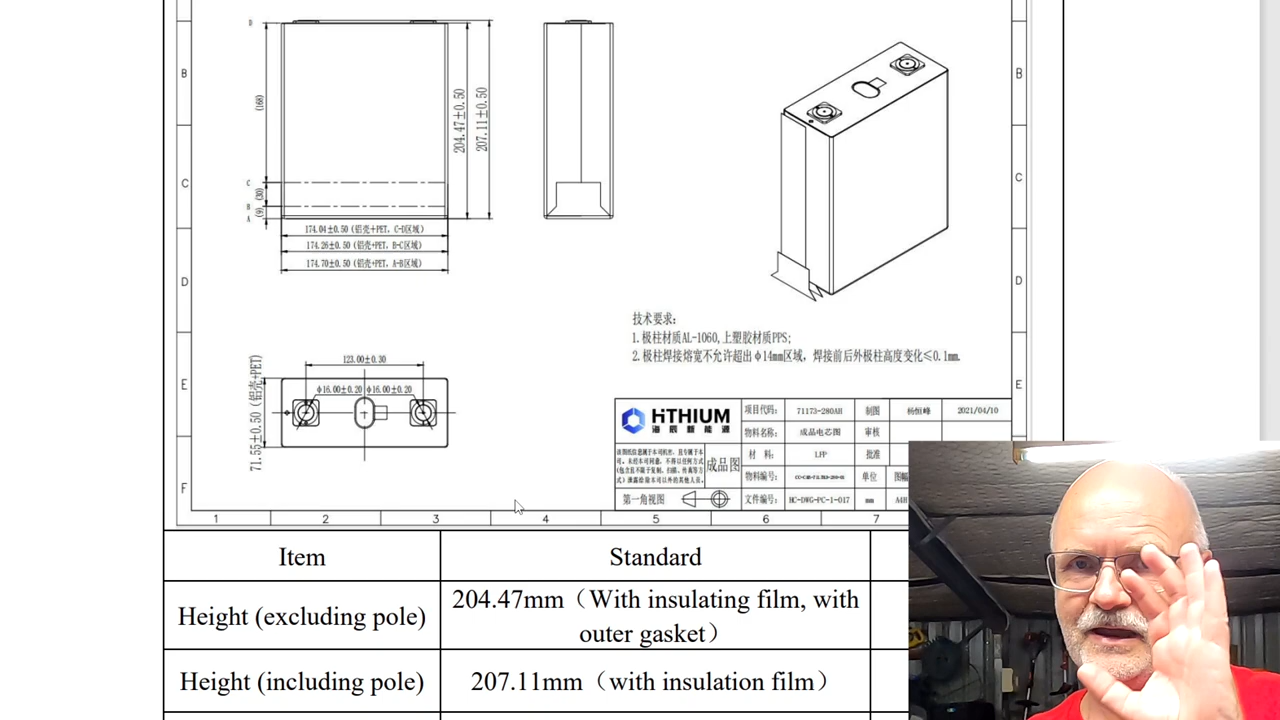 D
B
B
C
C
D
D
E
E
F
(168)
C
(30)
B
(9)
A
204.47±0.50
207.11±0.50
174.04±0.50 (铝壳+PET, C-D区域)
174.26±0.50 (铝壳+PET, B-C区域)
174.70±0.50 (铝壳+PET, A-B区域)
技术要求:
1.极柱材质AL-1060,上塑胶材质PPS;
2.极柱焊接熔宽不允许超出φ14mm区域，焊接前后外极柱高度变化≤0.1mm.
123.00±0.30
φ16.00±0.20 φ16.00±0.20
71.55±0.50 (铝壳+PET)
HTHIUM
海辰新能源
项目代码: 71173-280AH 制图 杨恒峰 2021/04/10
物料名称: 成品电芯图 审核
成品图
材 料: LFP 批准
物料编号: 单位 图幅
第一角视图
文件编号: HC-DWG-PC-1-017 mm A4H
1 2 3 4 5 6 7
Item Standard
Height (excluding pole) 204.47mm（With insulating film, with
outer gasket）
Height (including pole) 207.11mm（with insulation film）